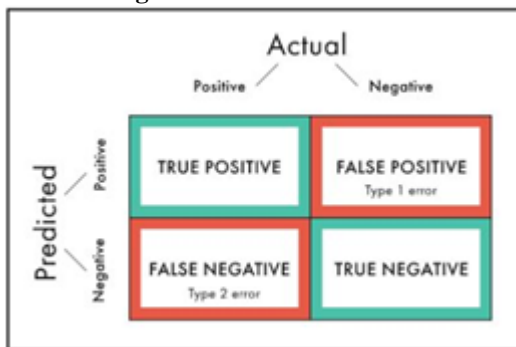 Actual
Positive
Negative
Predicted
Positive
Negative
TRUE POSITIVE
FALSE POSITIVE
Type 1 error
FALSE NEGATIVE
Type 2 error
TRUE NEGATIVE